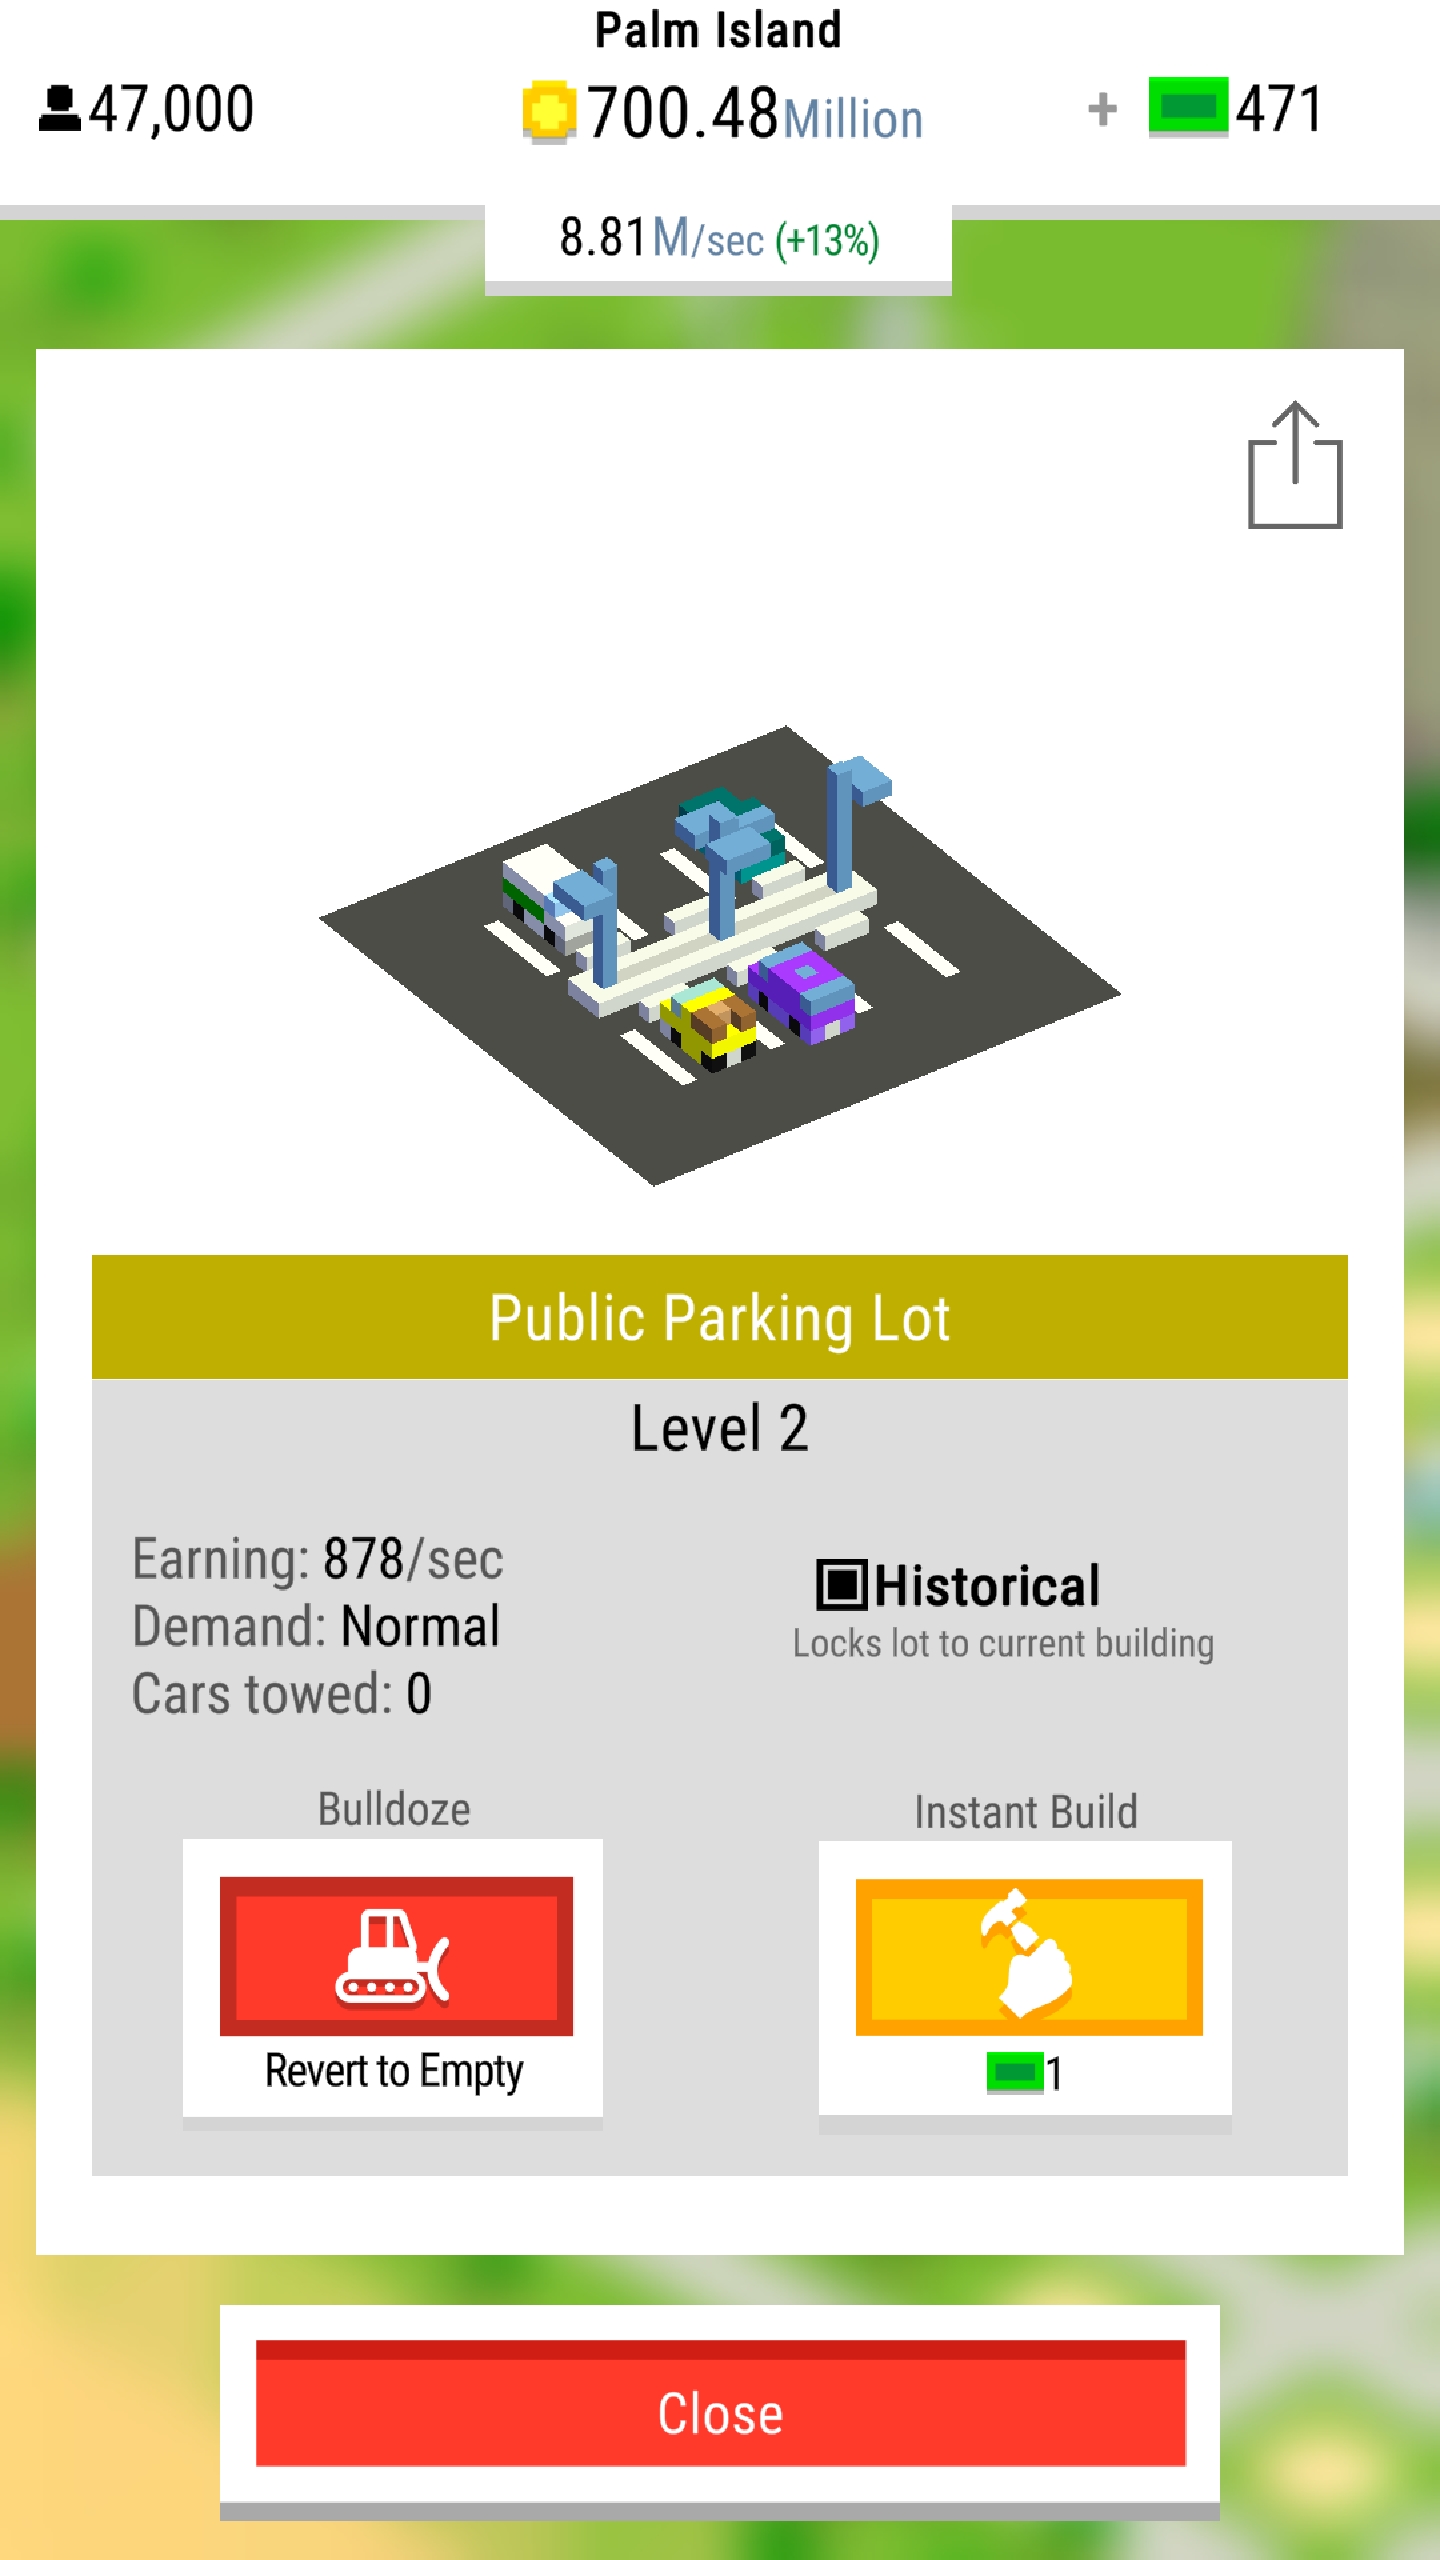 Palm Island
47,000
700.48Million
+ 471
8.81M/sec (+13%)
Public Parking Lot
Level 2
Earning: 878/sec
Demand: Normal
Cars towed: 0
Historical
Locks lot to current building
Bulldoze
Revert to Empty
Instant Build
1
Close